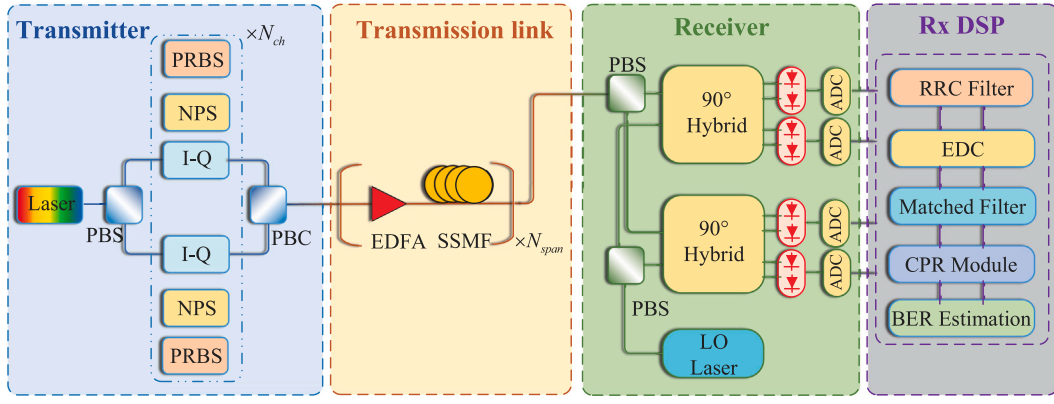 Transmitter
×N_ch
PRBS
NPS
I-Q
Laser
PBS
PBC
I-Q
NPS
PRBS
Transmission link
EDFA
SSMF
×N_span
Receiver
PBS
90°
Hybrid
ADC
ADC
90°
Hybrid
ADC
ADC
PBS
LO
Laser
Rx DSP
RRC Filter
EDC
Matched Filter
CPR Module
BER Estimation